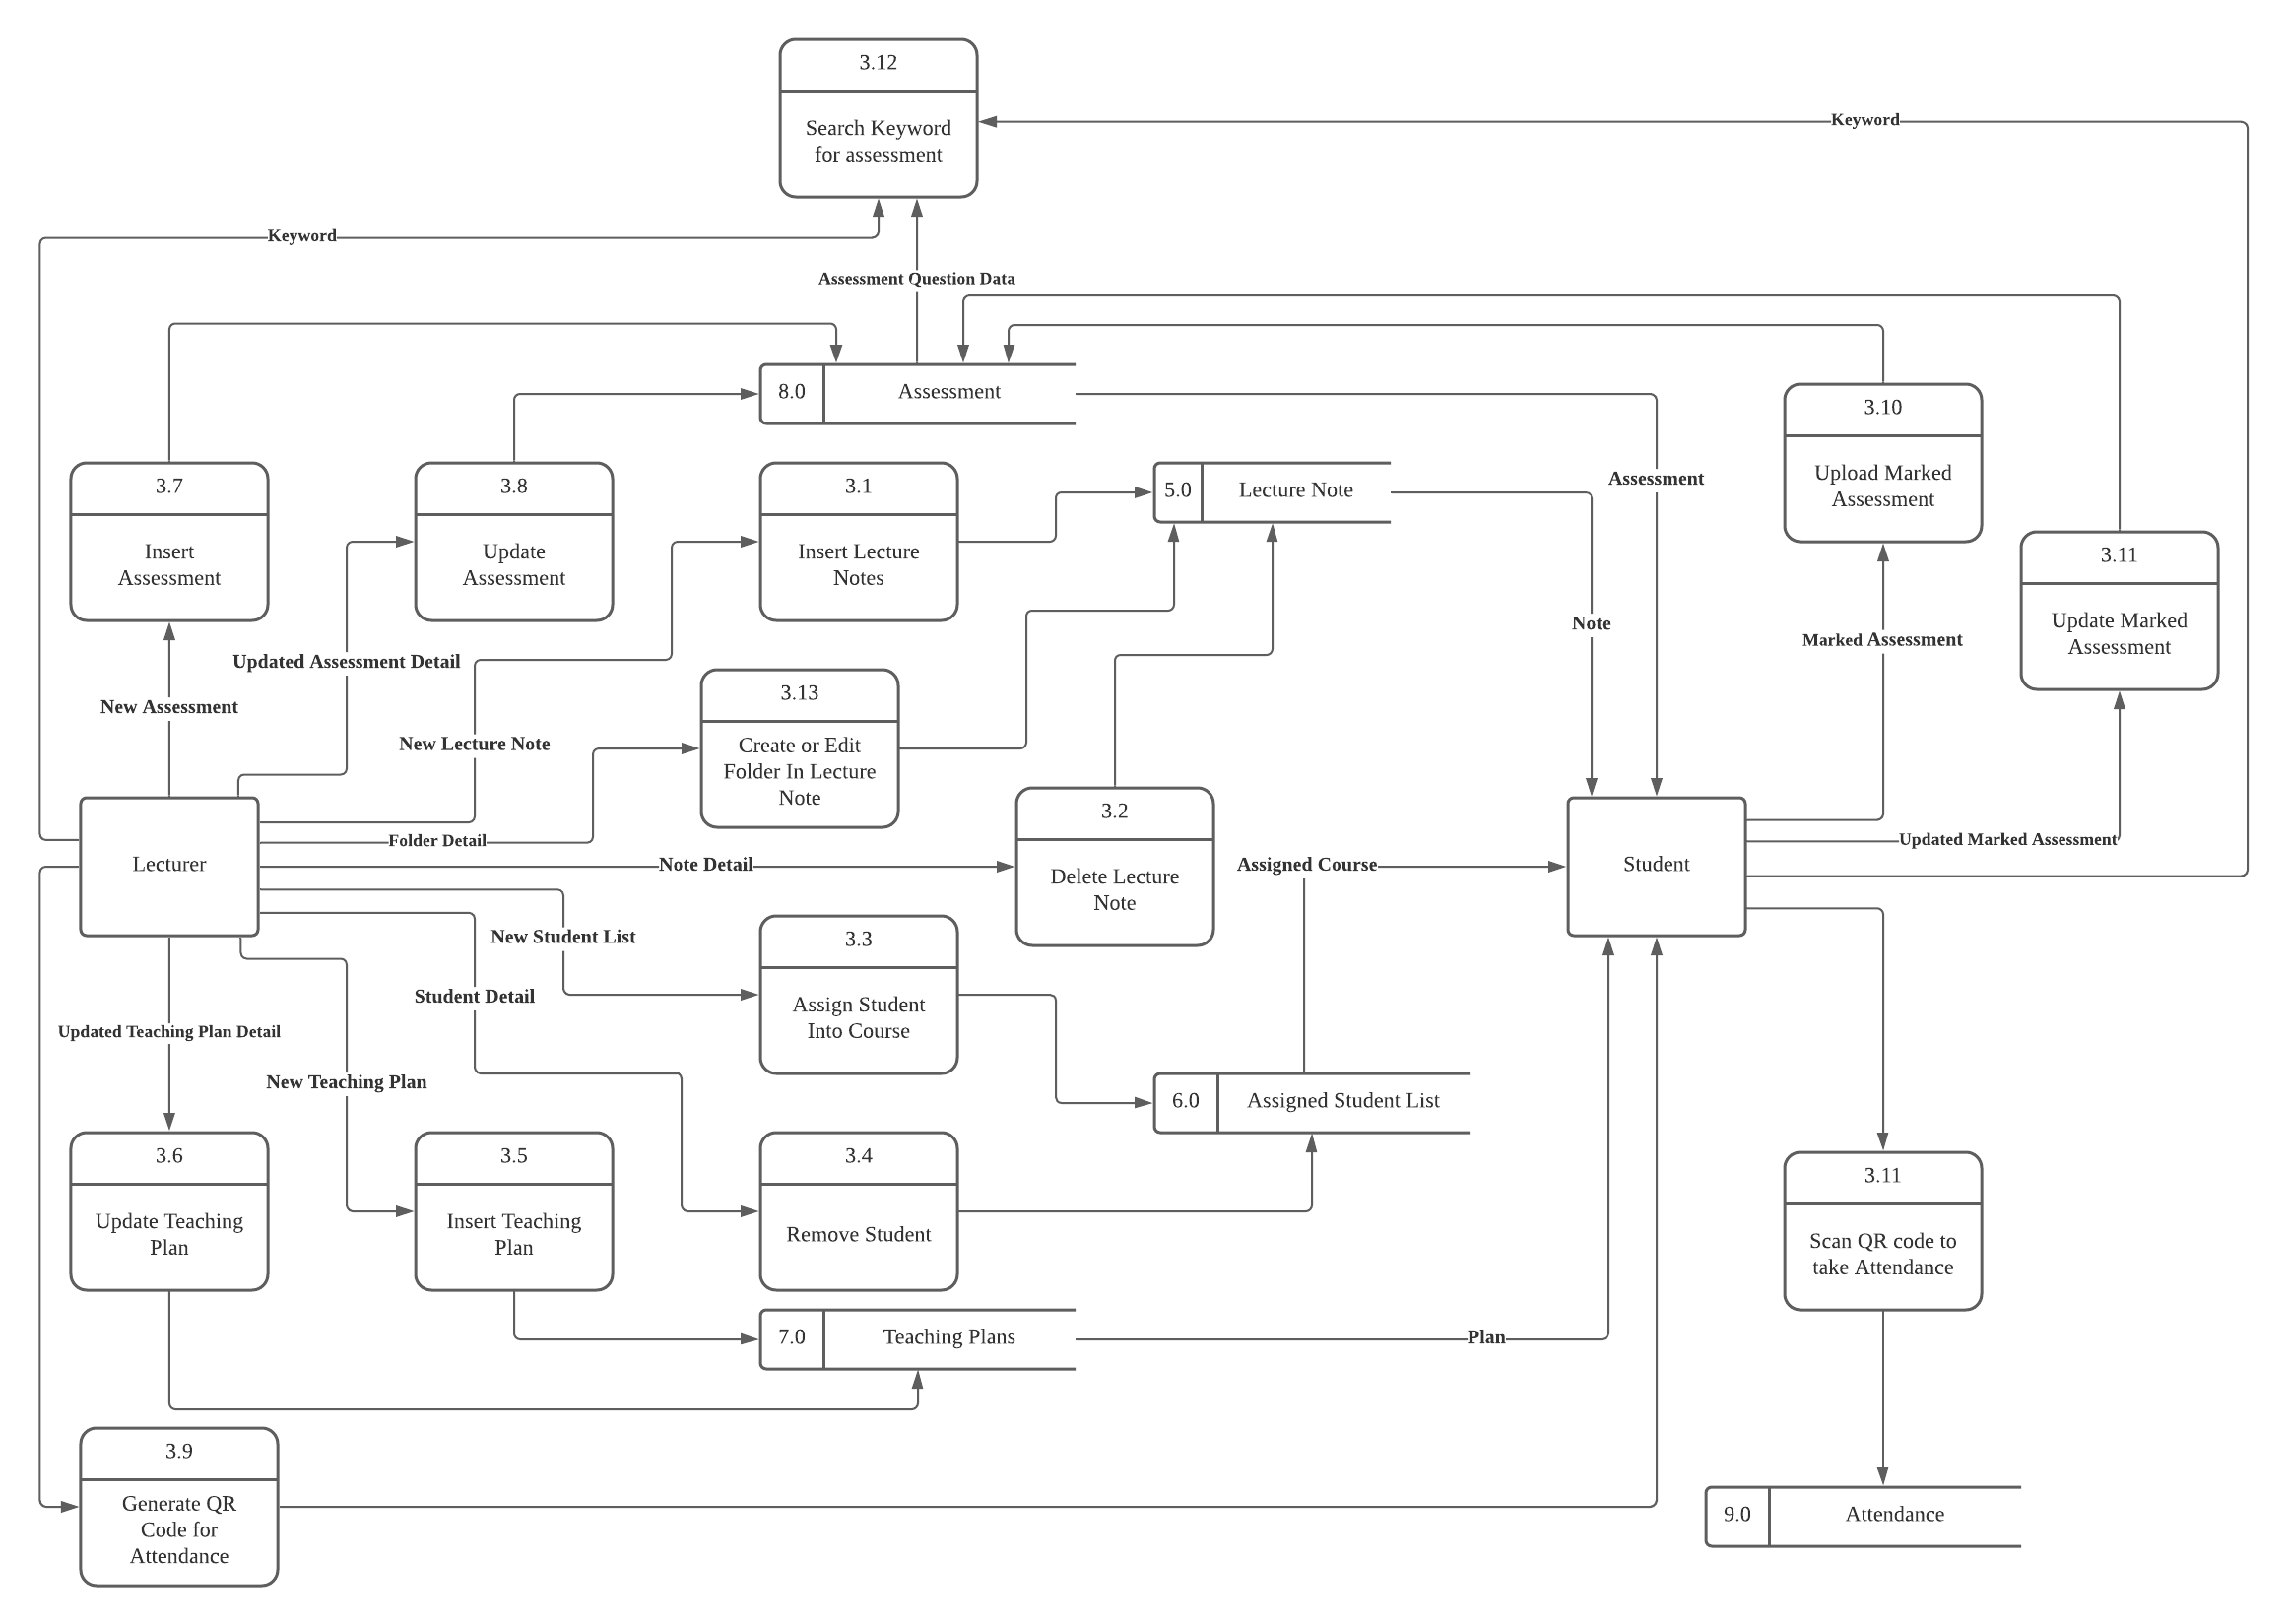 3.12
Search Keyword
for assessment
Keyword
Keyword
Assessment Question Data
8.0
Assessment
3.10
Upload Marked
Assessment
3.7
Insert
Assessment
3.8
Update
Assessment
3.1
Insert Lecture
Notes
5.0
Lecture Note
Assessment
3.11
Update Marked
Assessment
Note
Marked Assessment
Updated Assessment Detail
New Assessment
New Lecture Note
3.13
Create or Edit
Folder In Lecture
Note
3.2
Delete Lecture
Note
Lecturer
Folder Detail
Note Detail
Assigned Course
Student
Updated Marked Assessment
New Student List
3.3
Assign Student
Into Course
Student Detail
Updated Teaching Plan Detail
New Teaching Plan
6.0
Assigned Student List
3.6
Update Teaching
Plan
3.5
Insert Teaching
Plan
3.4
Remove Student
3.11
Scan QR code to
take Attendance
7.0
Teaching Plans
Plan
3.9
Generate QR
Code for
Attendance
9.0
Attendance